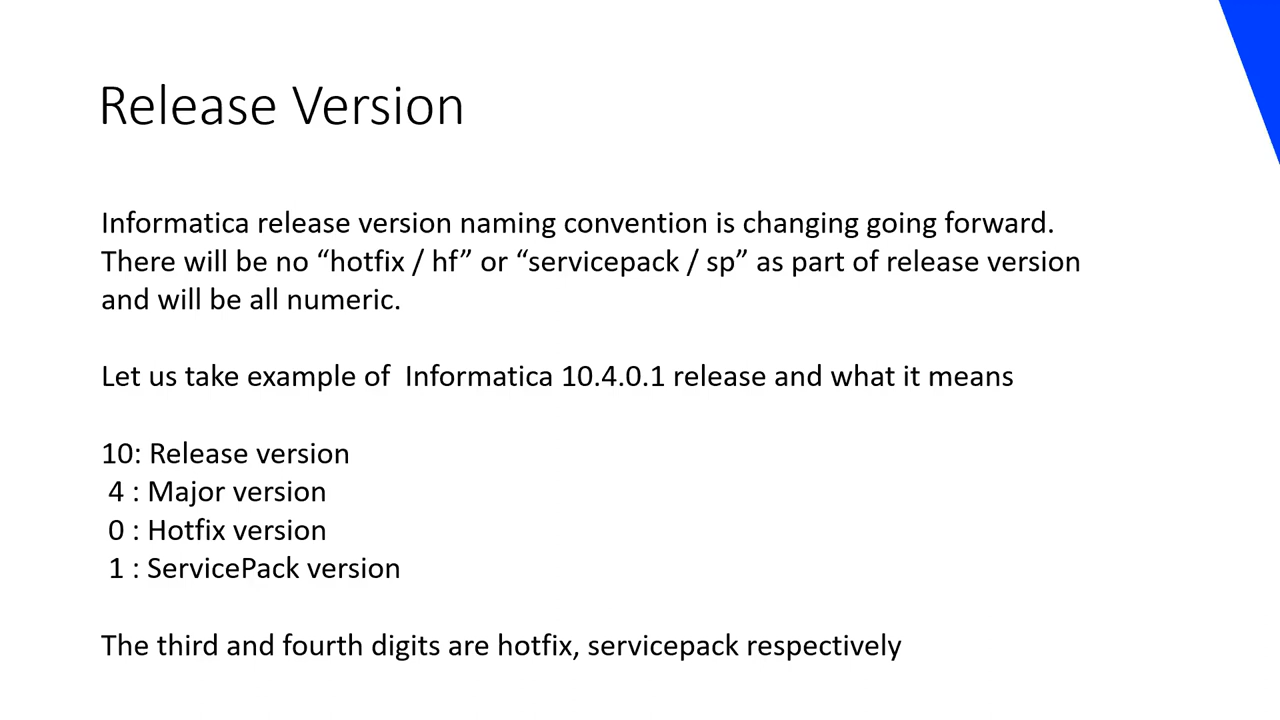 Release Version
Informatica release version naming convention is changing going forward.
There will be no “hotfix / hf” or “servicepack / sp” as part of release version
and will be all numeric.
Let us take example of  Informatica 10.4.0.1 release and what it means
10: Release version
4 : Major version
0 : Hotfix version
1 : ServicePack version
The third and fourth digits are hotfix, servicepack respectively